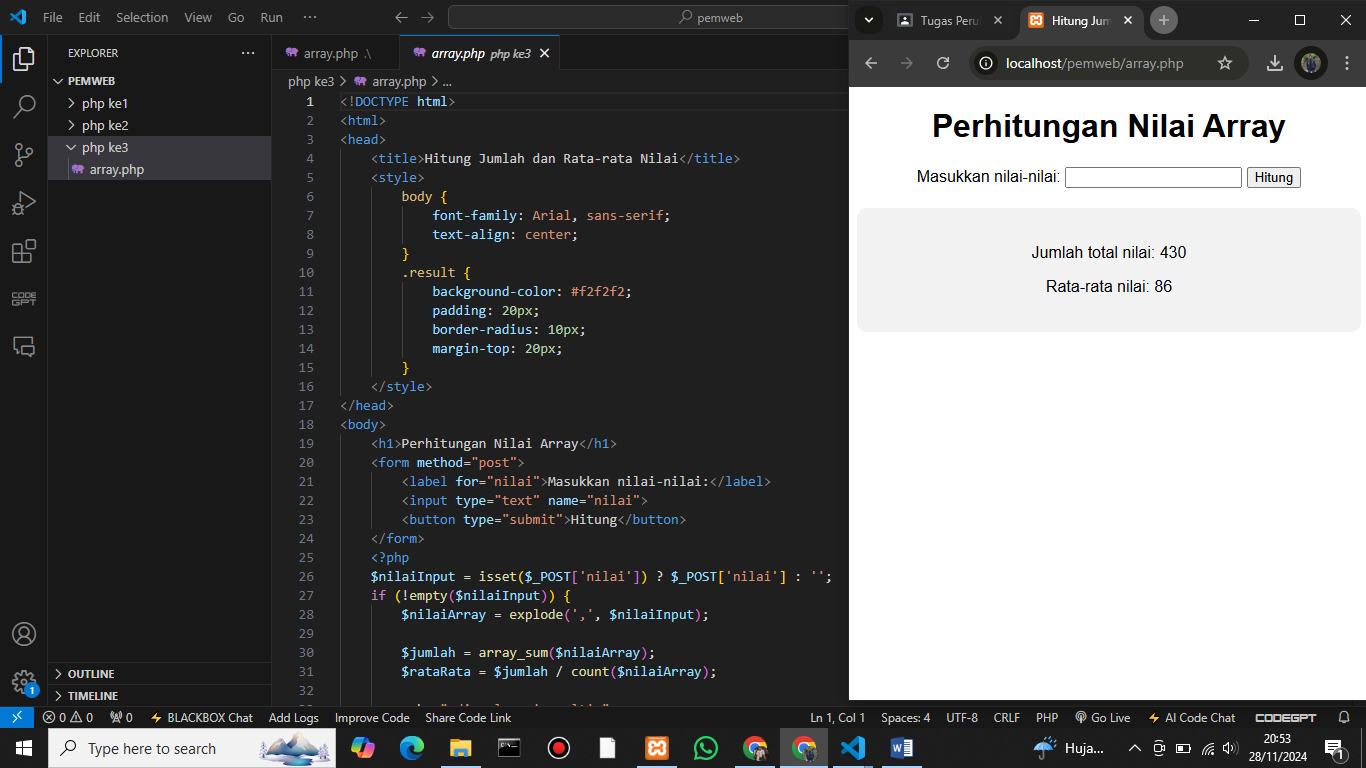 File Edit Selection View Go Run ··· pemweb
EXPLORER ···
PEMWEB
php ke1
php ke2
php ke3
array.php
OUTLINE
TIMELINE
array.php .\ array.php php ke3
php ke3 > array.php > ...
1 <!DOCTYPE html>
2 <html>
3 <head>
4 <title>Hitung Jumlah dan Rata-rata Nilai</title>
5 <style>
6 body {
7 font-family: Arial, sans-serif;
8 text-align: center;
9 }
10 .result {
11 background-color: #f2f2f2;
12 padding: 20px;
13 border-radius: 10px;
14 margin-top: 20px;
15 }
16 </style>
17 </head>
18 <body>
19 <h1>Perhitungan Nilai Array</h1>
20 <form method="post">
21 <label for="nilai">Masukkan nilai-nilai:</label>
22 <input type="text" name="nilai">
23 <button type="submit">Hitung</button>
24 </form>
25 <?php
26 $nilaiInput = isset($_POST['nilai']) ? $_POST['nilai'] : '';
27 if (!empty($nilaiInput)) {
28 $nilaiArray = explode(',', $nilaiInput);
29
30 $jumlah = array_sum($nilaiArray);
31 $rataRata = $jumlah / count($nilaiArray);
32
Tugas Per Hitung Jum
localhost/pemweb/array.php
Perhitungan Nilai Array
Masukkan nilai-nilai: Hitung
Jumlah total nilai: 430
Rata-rata nilai: 86
CODE
GPT
1
0 0 0 BLACKBOX Chat Add Logs Improve Code Share Code Link Ln 1, Col 1 Spaces: 4 UTF-8 CRLF PHP Go Live AI Code Chat CODEGPT
Type here to search Huja... 20:53
28/11/2024 1